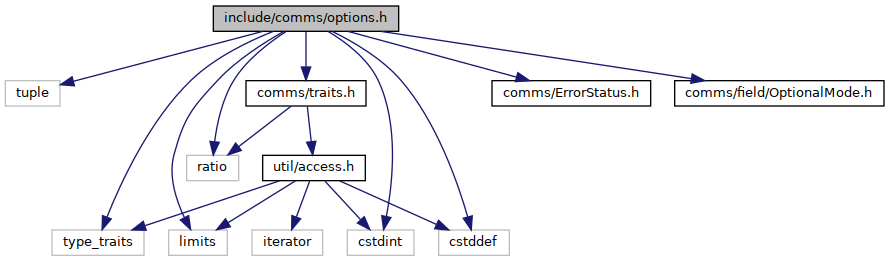 include/comms/options.h
tuple
comms/traits.h
comms/ErrorStatus.h
comms/field/OptionalMode.h
ratio
util/access.h
type_traits
limits
iterator
cstdint
cstddef